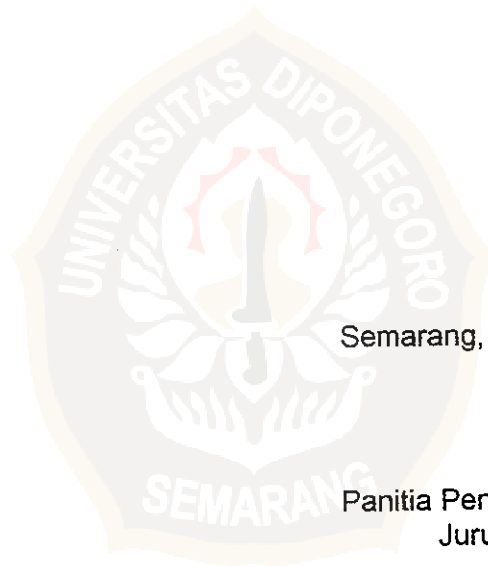 UNIVERSITAS DIPONEGORO
Semarang,
SEMARANG
Panitia Pen
Juru